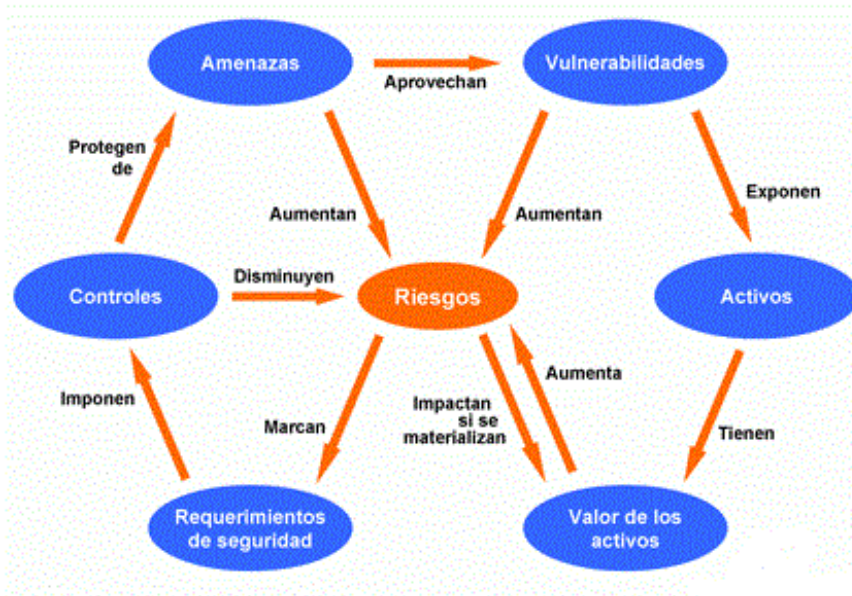 Amenazas
Vulnerabilidades
Aprovechan
Protegen
de
Exponen
Aumentan
Aumentan
Disminuyen
Controles
Riesgos
Activos
Aumenta
Imponen
Impactan
si se
materializan
Marcan
Tienen
Requerimientos
de seguridad
Valor de los
activos